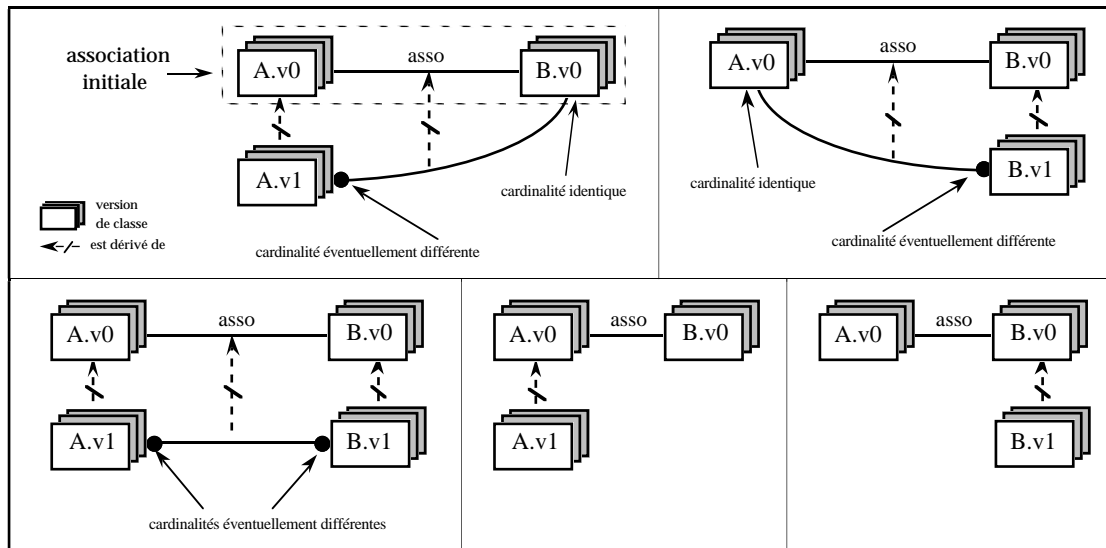 association
initiale
A.v0
asso
B.v0
A.v1
cardinalité identique
cardinalité éventuellement différente
version
de classe
est dérivé de
A.v0
asso
B.v0
B.v1
cardinalité identique
cardinalité éventuellement différente
A.v0
asso
B.v0
A.v1
B.v1
cardinalités éventuellement différentes
A.v0
asso
B.v0
A.v1
A.v0
asso
B.v0
B.v1